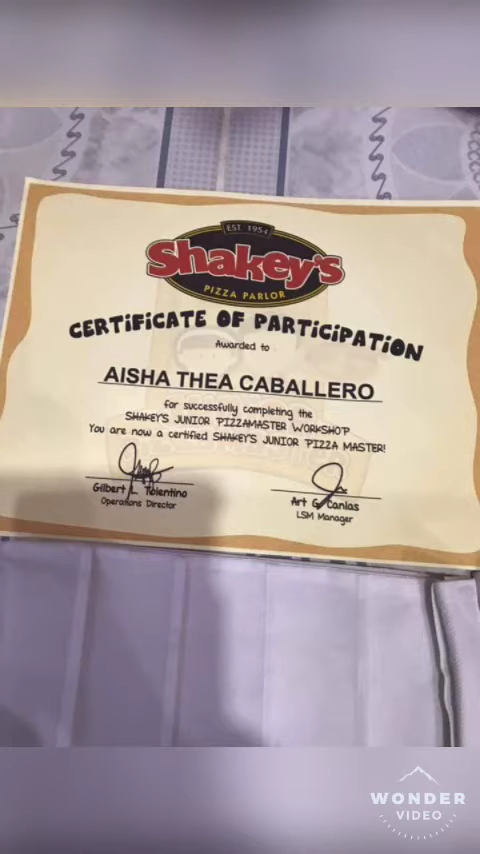 EST. 1954
Shakey's
PIZZA PARLOR
CERTIFICATE OF PARTICIPATION
Awarded to
AISHA THEA CABALLERO
for successfully completing the
SHAKEY'S JUNIOR PIZZAMASTER WORKSHOP
You are now a certified SHAKEY'S JUNIOR PIZZA MASTER!
Gilbert L. Tolentino
Operations Director
Art G. Canlas
LSM Manager
WONDER
VIDEO